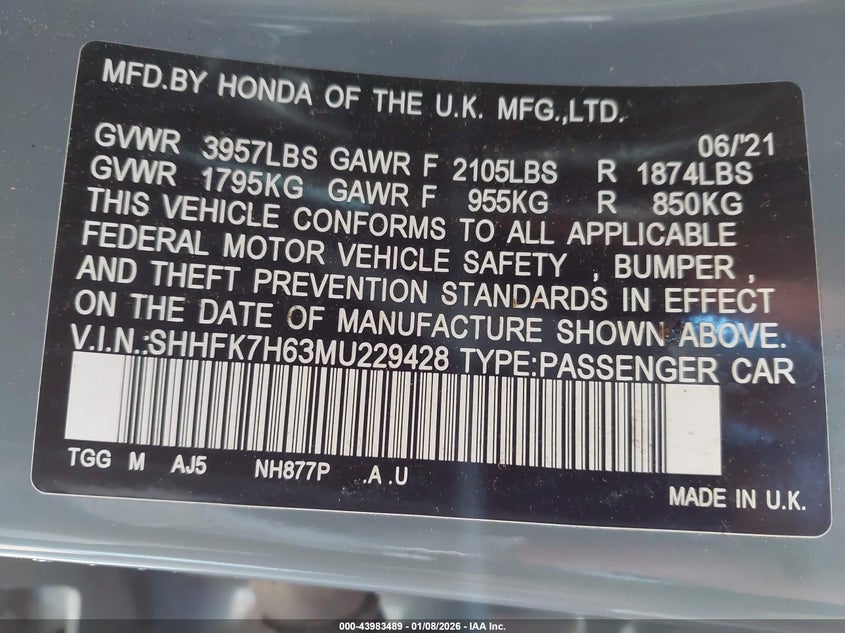 MFD.BY HONDA OF THE U.K. MFG.,LTD.
06/'21
GVWR 3957LBS GAWR F 2105LBS R 1874LBS
GVWR 1795KG GAWR F 955KG R 850KG
THIS VEHICLE CONFORMS TO ALL APPLICABLE
FEDERAL MOTOR VEHICLE SAFETY , BUMPER ,
AND THEFT PREVENTION STANDARDS IN EFFECT
ON THE DATE OF MANUFACTURE SHOWN ABOVE.
V.I.N.:SHHFK7H63MU229428 TYPE:PASSENGER CAR
TGG M AJ5 NH877P .A .U
MADE IN U.K.
000-43983489 - 01/08/2026 - IAA Inc.